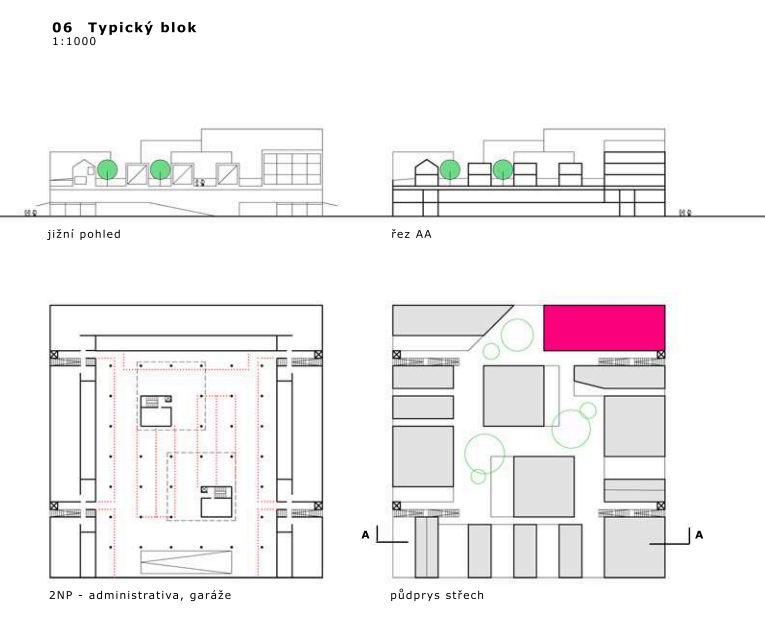 06 Typický blok
1:1000
jižní pohled
řez AA
A
A
2NP - administrativa, garáže
půdprys střech